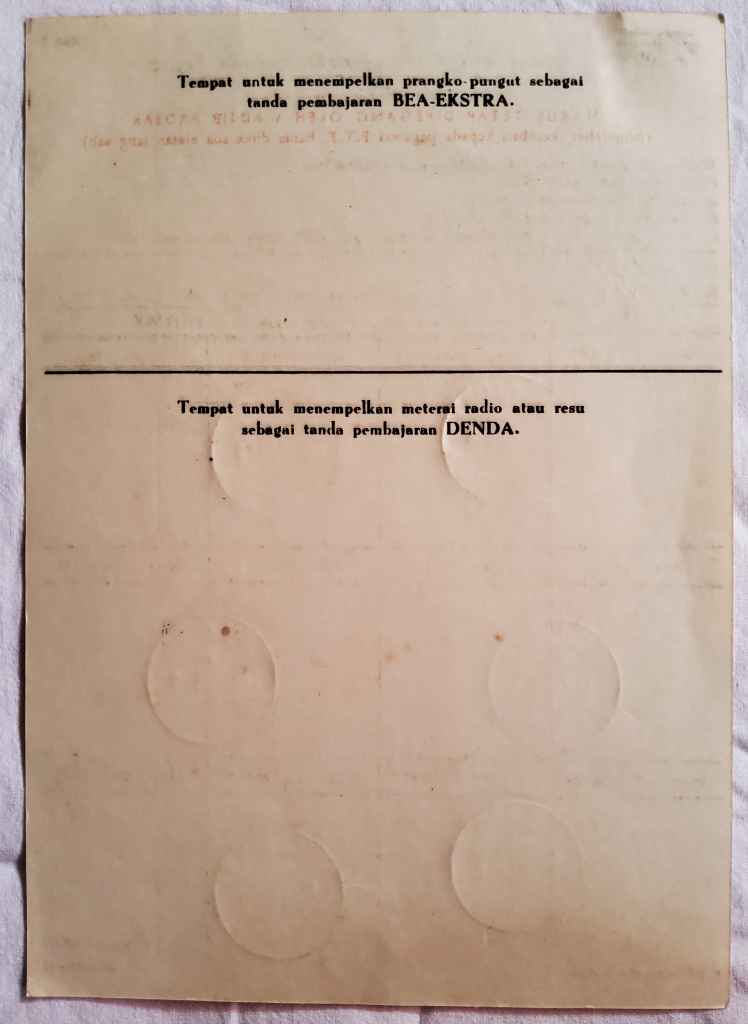 Tempat untuk menempelkan prangko-pungut sebagai
tanda pembajaran BEA-EKSTRA.
Tempat untuk menempelkan meterai radio atau resu
sebagai tanda pembajaran DENDA.